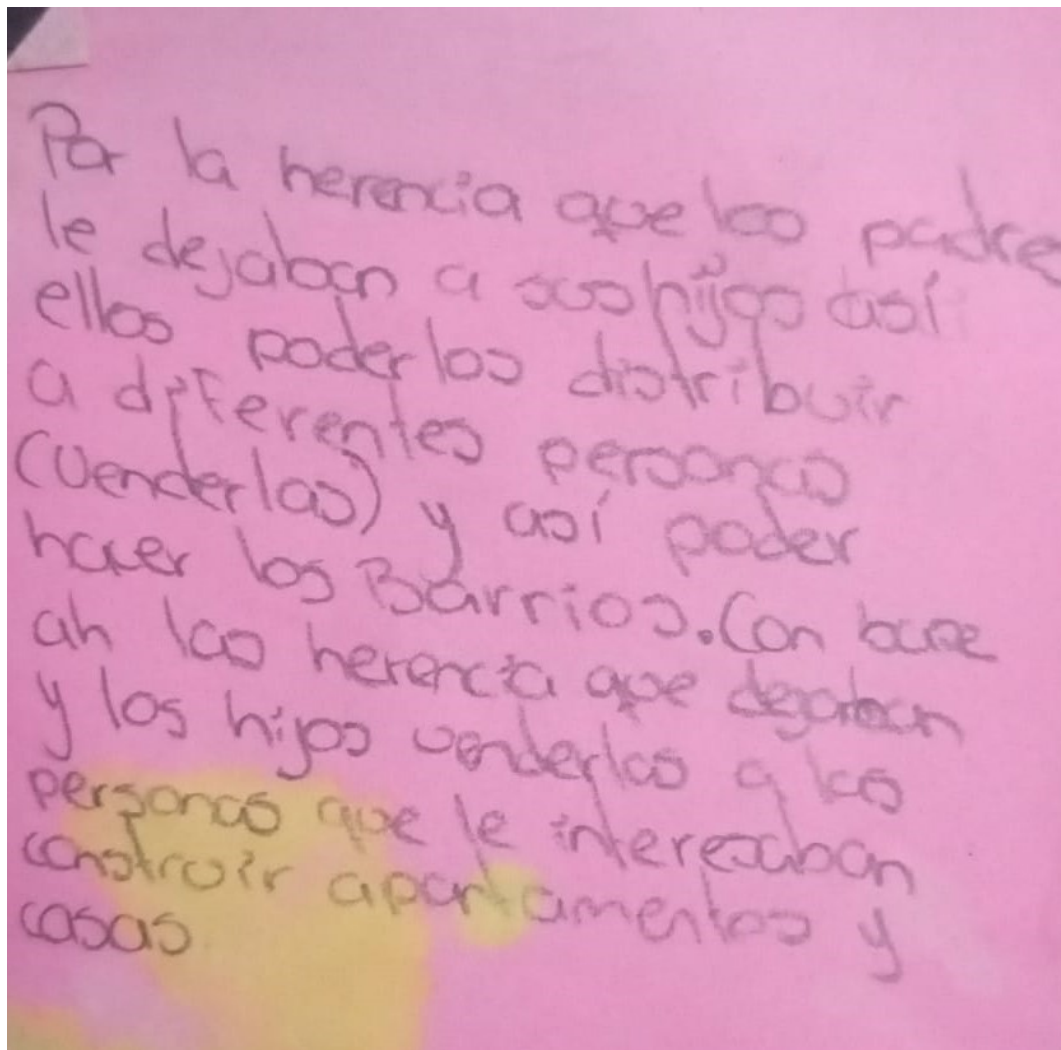 Por la herencia que los padre
le dejaban a sus hijos así
ellos poderlos distribuir
a diferentes personas
(Venderlas) y así poder
hacer los Barrios. Con base
ah las herencia que dejaban
y los hijos venderlas a las
personas que le interesaban
construir apartamentos y
casas